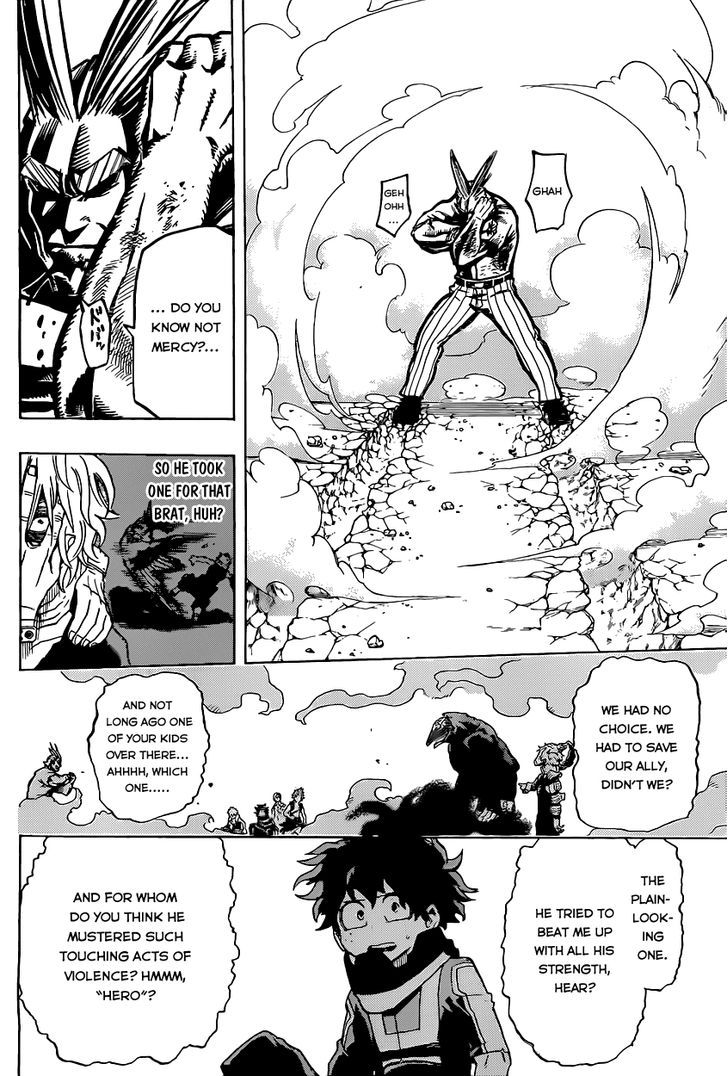 GHAH
GEH
OHH
...
... DO YOU
KNOW NOT
MERCY?...
SO HE TOOK
ONE FOR THAT
BRAT, HUH?
WE HAD NO
CHOICE. WE
HAD TO SAVE
OUR ALLY,
DIDN'T WE?
AND NOT
LONG AGO ONE
OF YOUR KIDS
OVER THERE...
AHHHH, WHICH
ONE.....
THE
PLAIN-
LOOK-
ING
ONE.
HE TRIED TO
BEAT ME UP
WITH ALL HIS
STRENGTH,
HEAR?
AND FOR WHOM
DO YOU THINK HE
MUSTERED SUCH
TOUCHING ACTS OF
VIOLENCE? HMMM,
"HERO"?